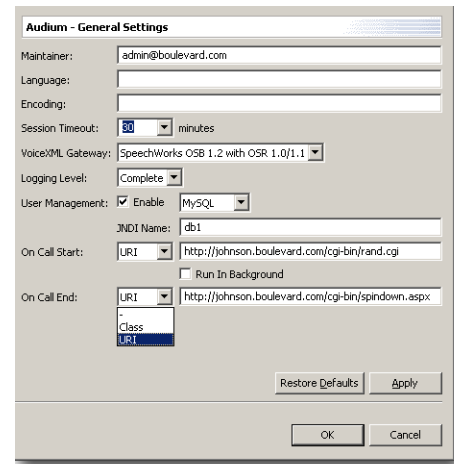 Audium - General Settings
Maintainer: admin@boulevard.com
Language:
Encoding:
Session Timeout: 30 minutes
VoiceXML Gateway: SpeechWorks OSB 1.2 with OSR 1.0/1.1
Logging Level: Complete
User Management: Enable MySQL
JNDI Name: db1
On Call Start: URI http://johnson.boulevard.com/cgi-bin/rand.cgi
Run In Background
On Call End: URI http://johnson.boulevard.com/cgi-bin/spindown.aspx
-
Class
URI
Restore Defaults Apply
OK Cancel